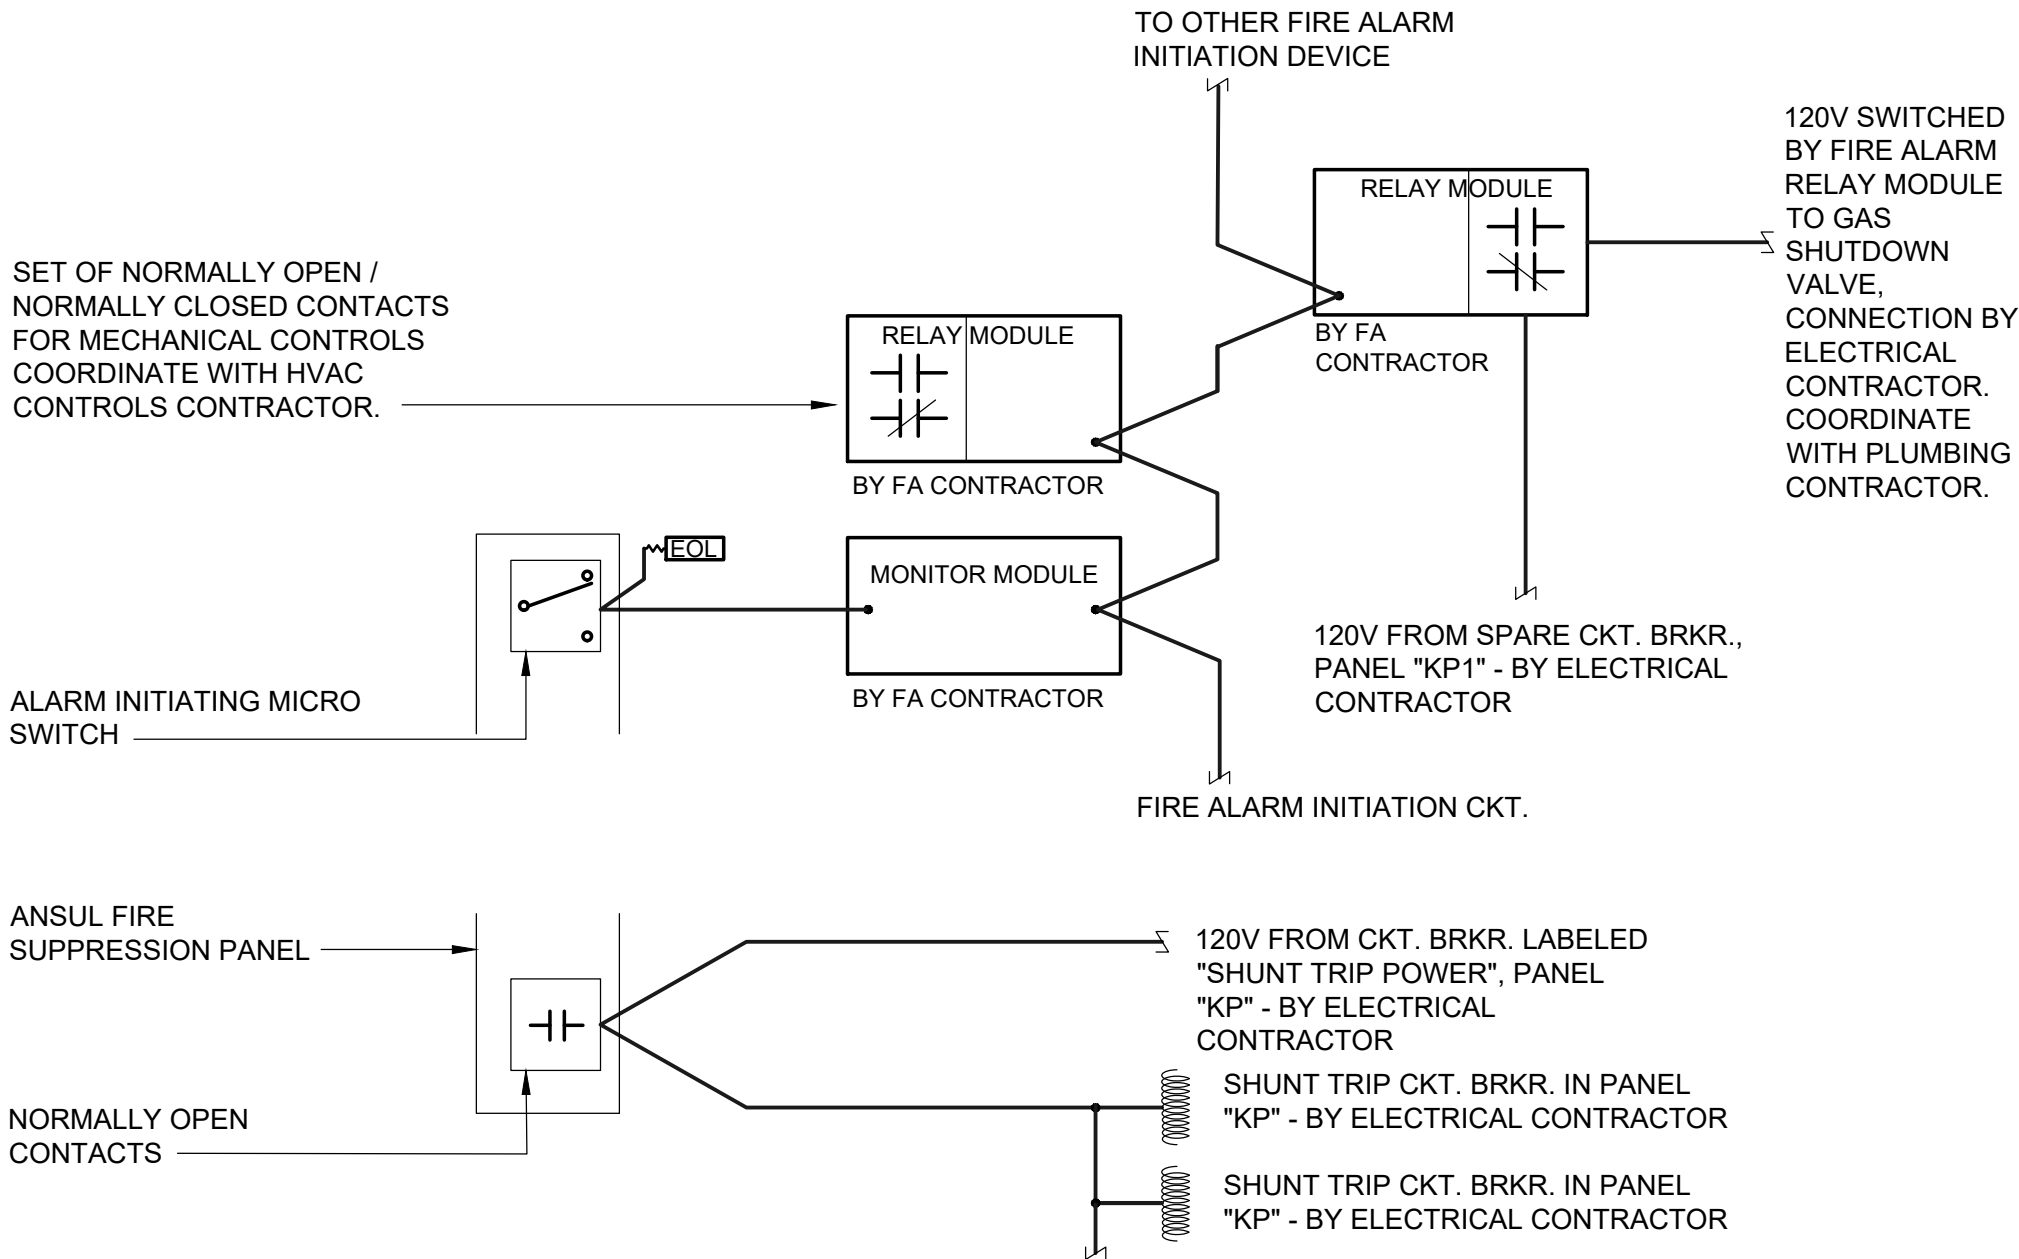 TO OTHER FIRE ALARM
INITIATION DEVICE
120V SWITCHED
BY FIRE ALARM
RELAY MODULE
TO GAS
SHUTDOWN
VALVE,
CONNECTION BY
ELECTRICAL
CONTRACTOR.
COORDINATE
WITH PLUMBING
CONTRACTOR.
RELAY MODULE
BY FA
CONTRACTOR
SET OF NORMALLY OPEN /
NORMALLY CLOSED CONTACTS
FOR MECHANICAL CONTROLS
COORDINATE WITH HVAC
CONTROLS CONTRACTOR.
RELAY MODULE
BY FA CONTRACTOR
EOL
MONITOR MODULE
BY FA CONTRACTOR
120V FROM SPARE CKT. BRKR.,
PANEL "KP1" - BY ELECTRICAL
CONTRACTOR
ALARM INITIATING MICRO
SWITCH
FIRE ALARM INITIATION CKT.
ANSUL FIRE
SUPPRESSION PANEL
120V FROM CKT. BRKR. LABELED
"SHUNT TRIP POWER", PANEL
"KP" - BY ELECTRICAL
CONTRACTOR
SHUNT TRIP CKT. BRKR. IN PANEL
"KP" - BY ELECTRICAL CONTRACTOR
NORMALLY OPEN
CONTACTS
SHUNT TRIP CKT. BRKR. IN PANEL
"KP" - BY ELECTRICAL CONTRACTOR